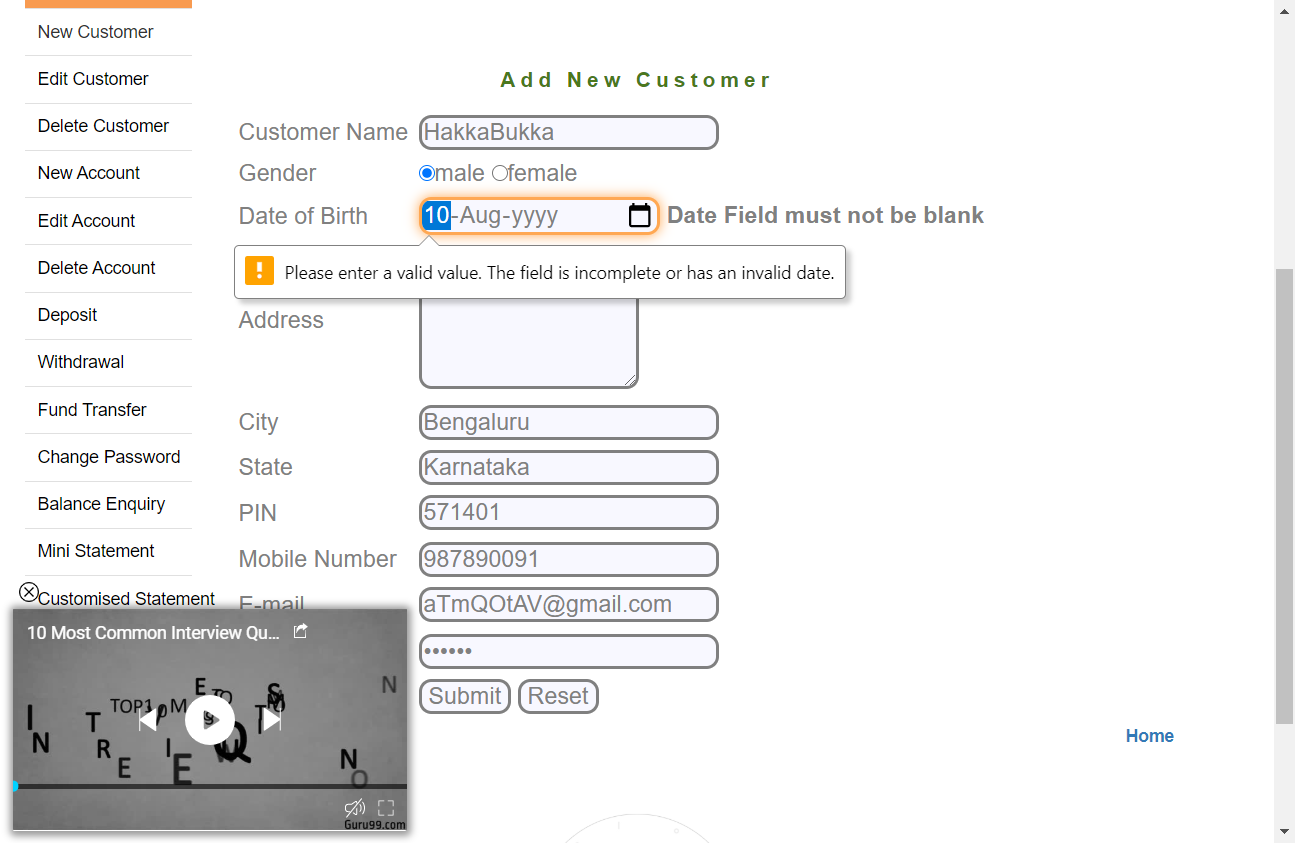 New Customer
Edit Customer
Delete Customer
New Account
Edit Account
Delete Account
Deposit
Withdrawal
Fund Transfer
Change Password
Balance Enquiry
Mini Statement
Customised Statement
Add New Customer
Customer Name HakkaBukka
Gender male female
Date of Birth 10-Aug-yyyy Date Field must not be blank
Please enter a valid value. The field is incomplete or has an invalid date.
Address
City Bengaluru
State Karnataka
PIN 571401
Mobile Number 987890091
E-mail aTmQOtAV@gmail.com
••••••
Submit Reset
Home
10 Most Common Interview Qu...
TOP10
Guru99.com